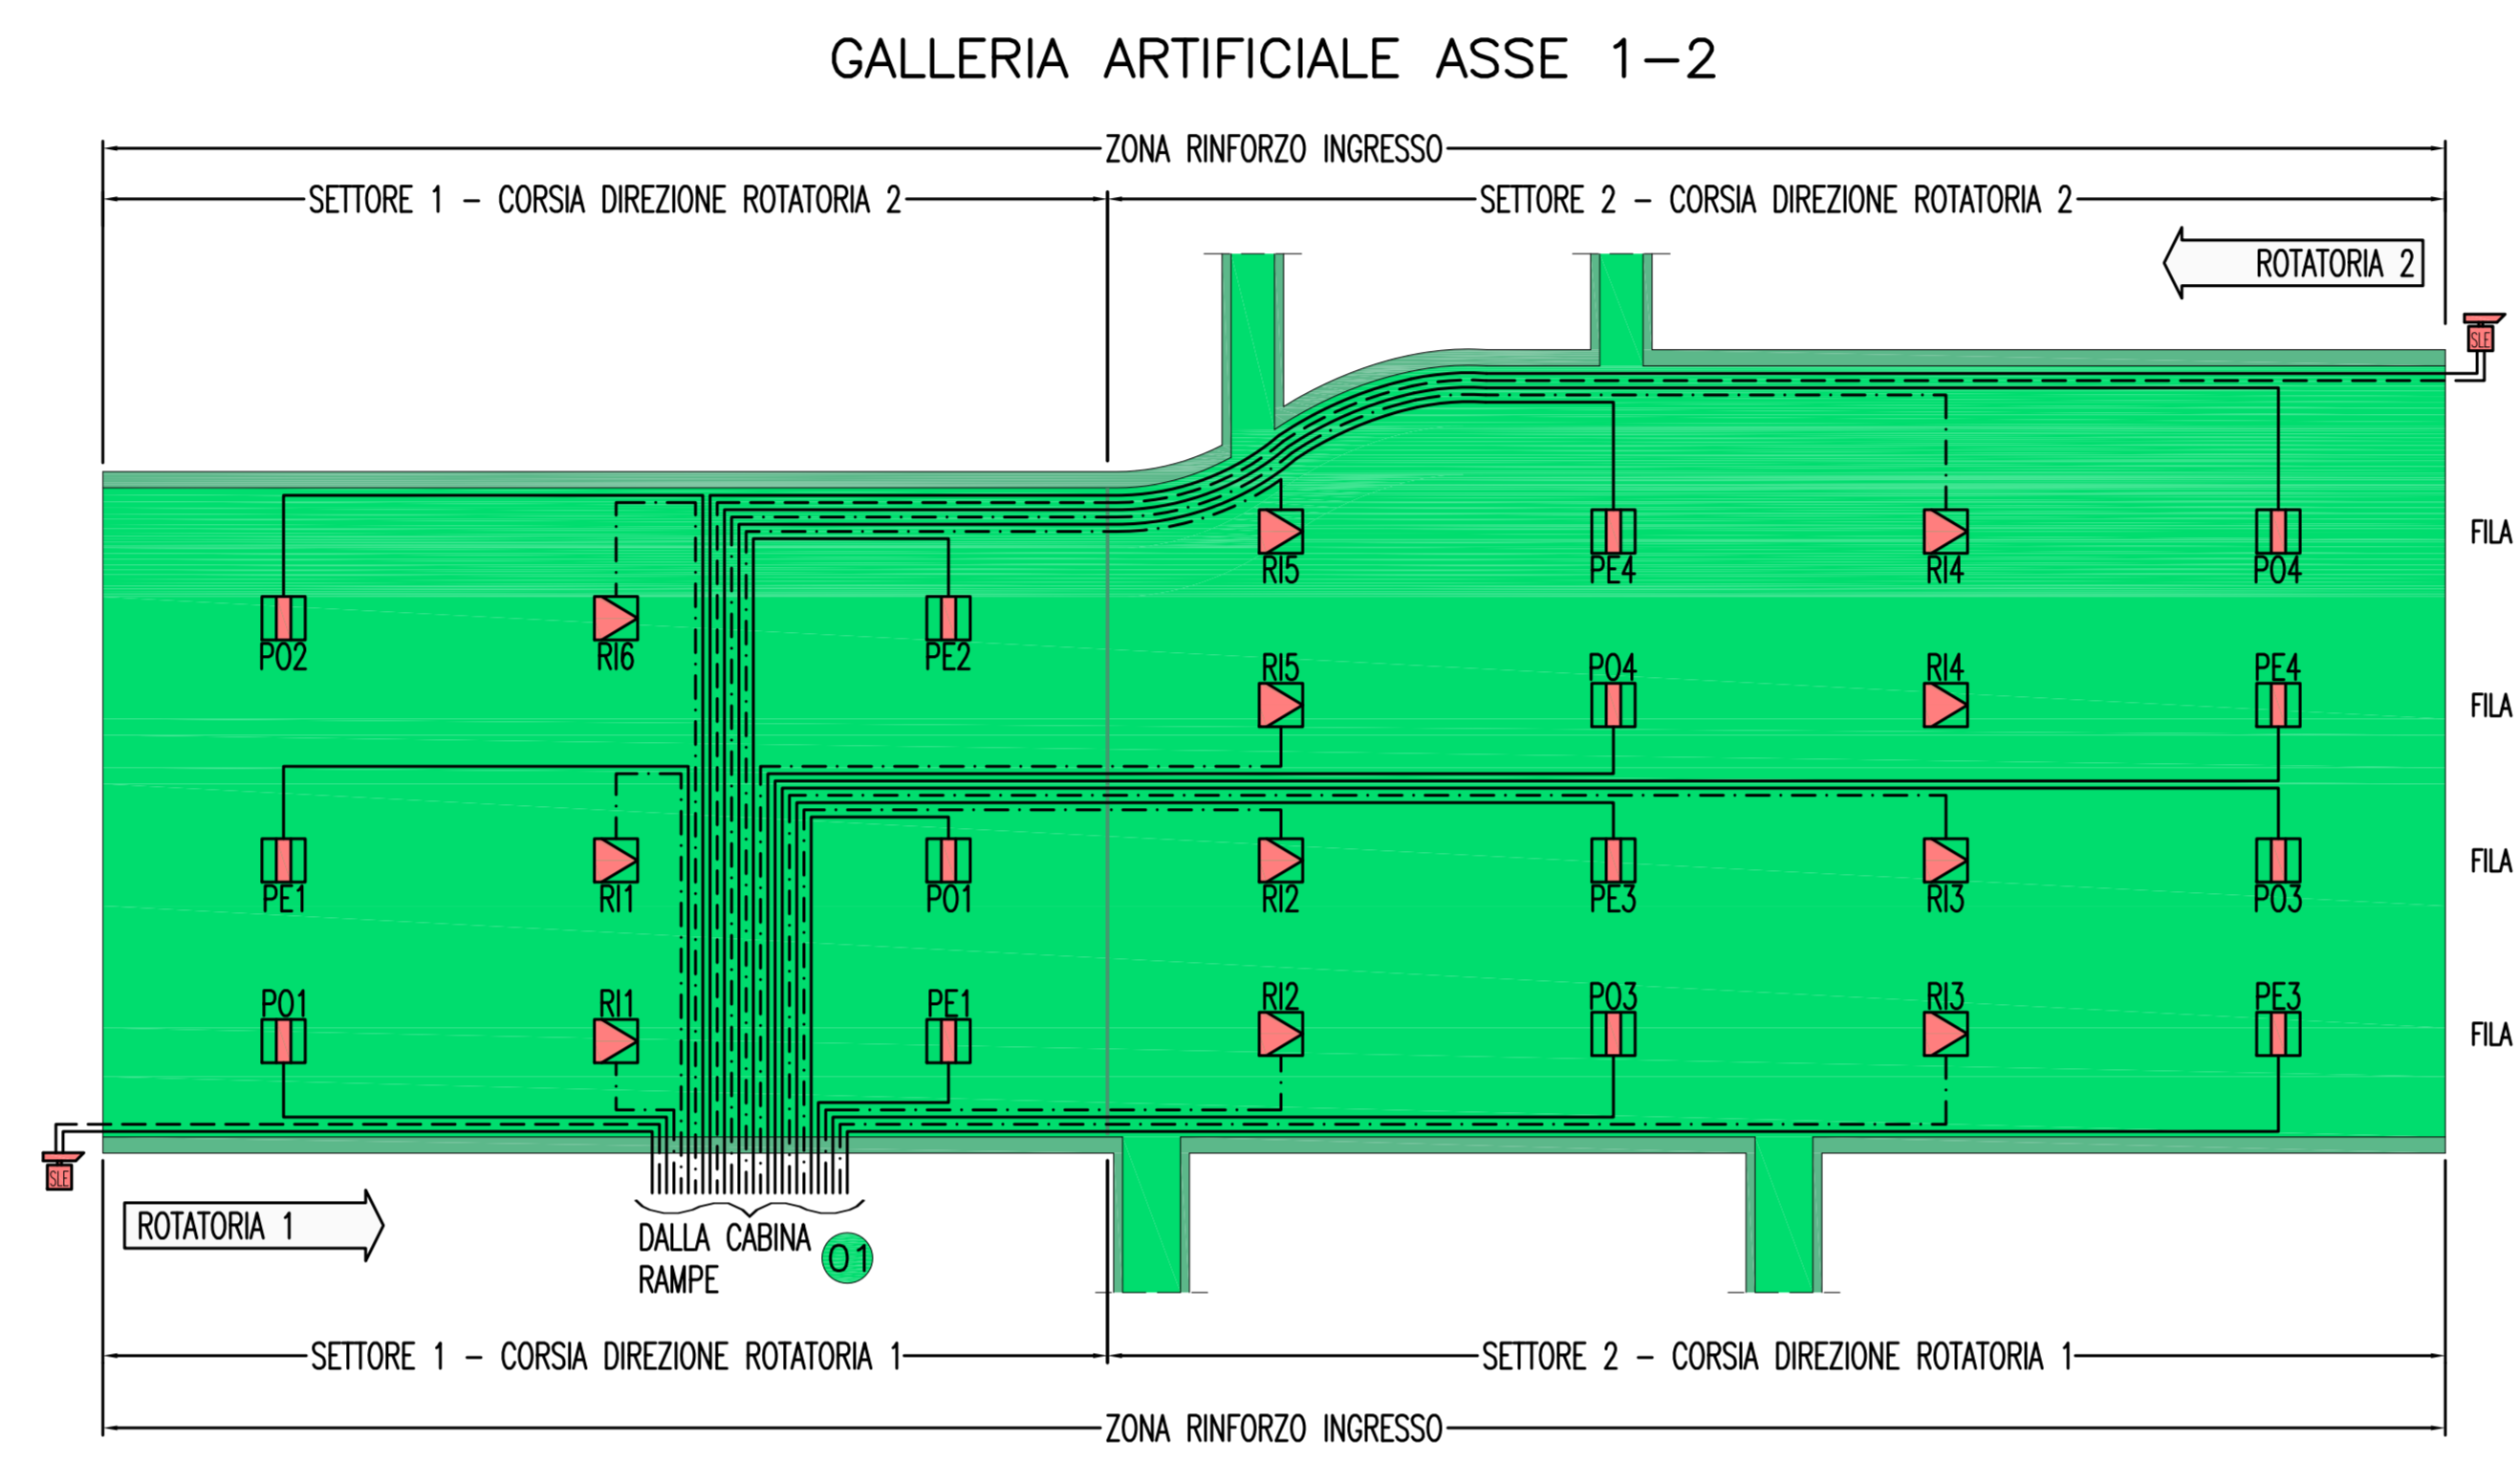 GALLERIA ARTIFICIALE ASSE 1-2
ZONA RINFORZO INGRESSO
SETTORE 1 - CORSIA DIREZIONE ROTATORIA 2
SETTORE 2 - CORSIA DIREZIONE ROTATORIA 2
ROTATORIA 2
SLE
RI5 PE4 RI4 PO4
FILA
PO2 RI6 PE2
RI5 PO4 RI4 PE4
FILA
PE1 RI1 PO1 RI2 PE3 RI3 PO3
FILA
PO1 RI1 PE1 RI2 PO3 RI3 PE3
FILA
SLE
ROTATORIA 1
DALLA CABINA
RAMPE
01
SETTORE 1 - CORSIA DIREZIONE ROTATORIA 1
SETTORE 2 - CORSIA DIREZIONE ROTATORIA 1
ZONA RINFORZO INGRESSO